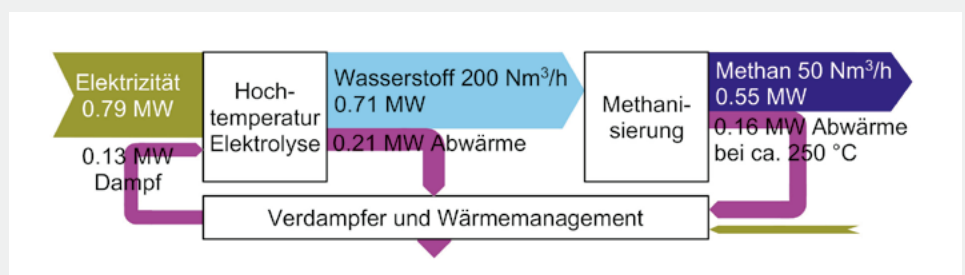 Elektrizität
0.79 MW
0.13 MW
Dampf
Hoch-
temperatur
Elektrolyse
Wasserstoff 200 Nm³/h
0.71 MW
0.21 MW Abwärme
Methani-
sierung
Methan 50 Nm³/h
0.55 MW
0.16 MW Abwärme
bei ca. 250 °C
Verdampfer und Wärmemanagement